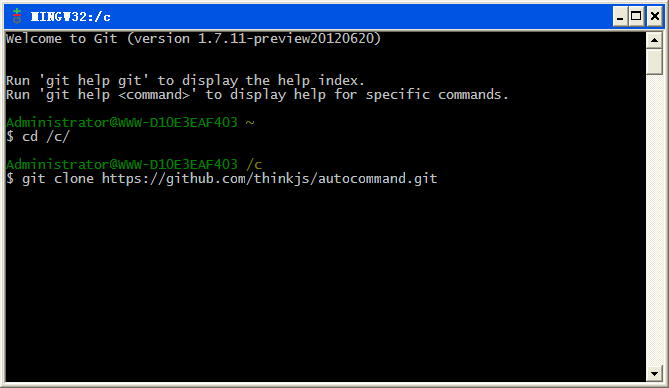 MINGW32:/c
Welcome to Git (version 1.7.11-preview20120620)
Run 'git help git' to display the help index.
Run 'git help <command>' to display help for specific commands.
Administrator@WWW-D10E3EAF403 ~
$ cd /c/
Administrator@WWW-D10E3EAF403 /c
$ git clone https://github.com/thinkjs/autocommand.git